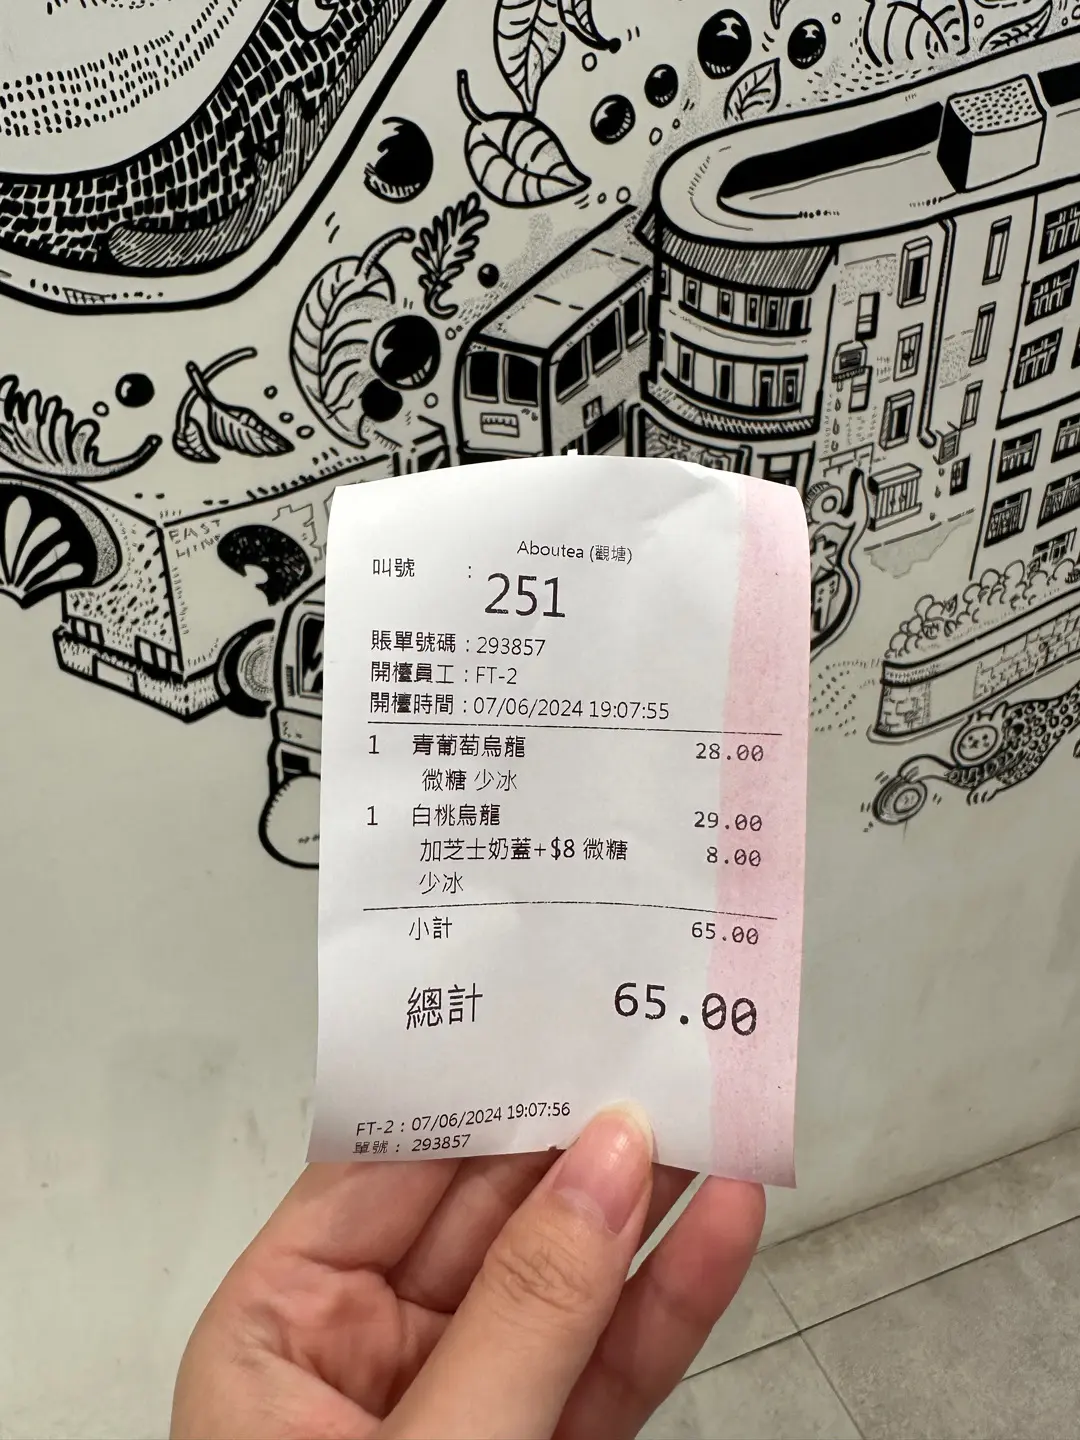 EAST
Aboutea (觀塘)
叫號 : 251
賬單號碼 : 293857
開檯員工 : FT-2
開檯時間 : 07/06/2024 19:07:55
1 青葡萄烏龍 28.00
微糖 少冰
1 白桃烏龍 29.00
加芝士奶蓋+$8 微糖 8.00
少冰
小計 65.00
總計 65.00
FT-2 : 07/06/2024 19:07:56
單號 : 293857